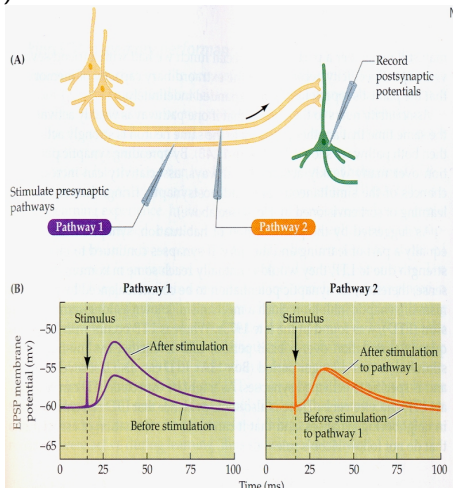 (A)
Record
postsynaptic
potentials
Stimulate presynaptic
pathways
Pathway 1
Pathway 2
(B)
Pathway 1
Pathway 2
EPSP membrane
potential (mv)
−50
−55
−60
−65
Stimulus
After stimulation
Before stimulation
0
25
50
75
100
Stimulus
After stimulation
to pathway 1
Before stimulation
to pathway 1
0
25
50
75
100
Time (ms)